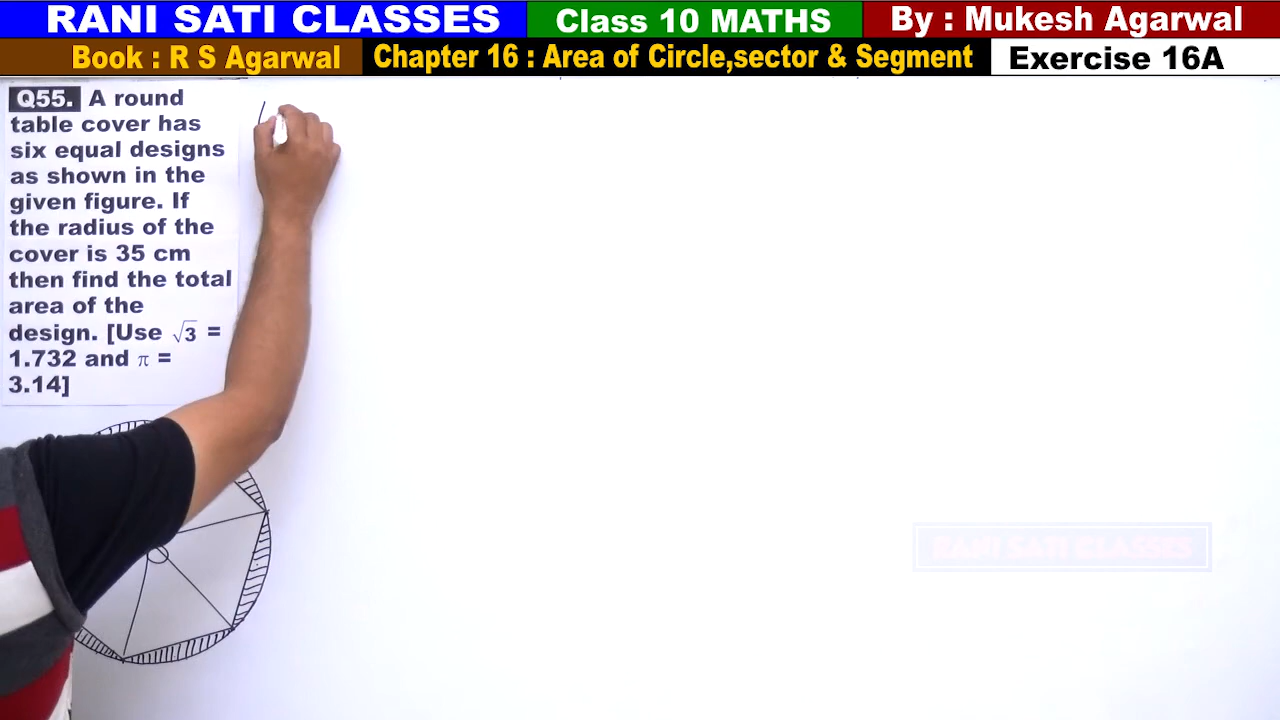 RANI SATI CLASSES
Class 10 MATHS
By : Mukesh Agarwal
Book : R S Agarwal
Chapter 16 : Area of Circle,sector & Segment
Exercise 16A
Q55. A round
table cover has
six equal designs
as shown in the
given figure. If
the radius of the
cover is 35 cm
then find the total
area of the
design. [Use √3 =
1.732 and π =
3.14]
RANI SATI CLASSES